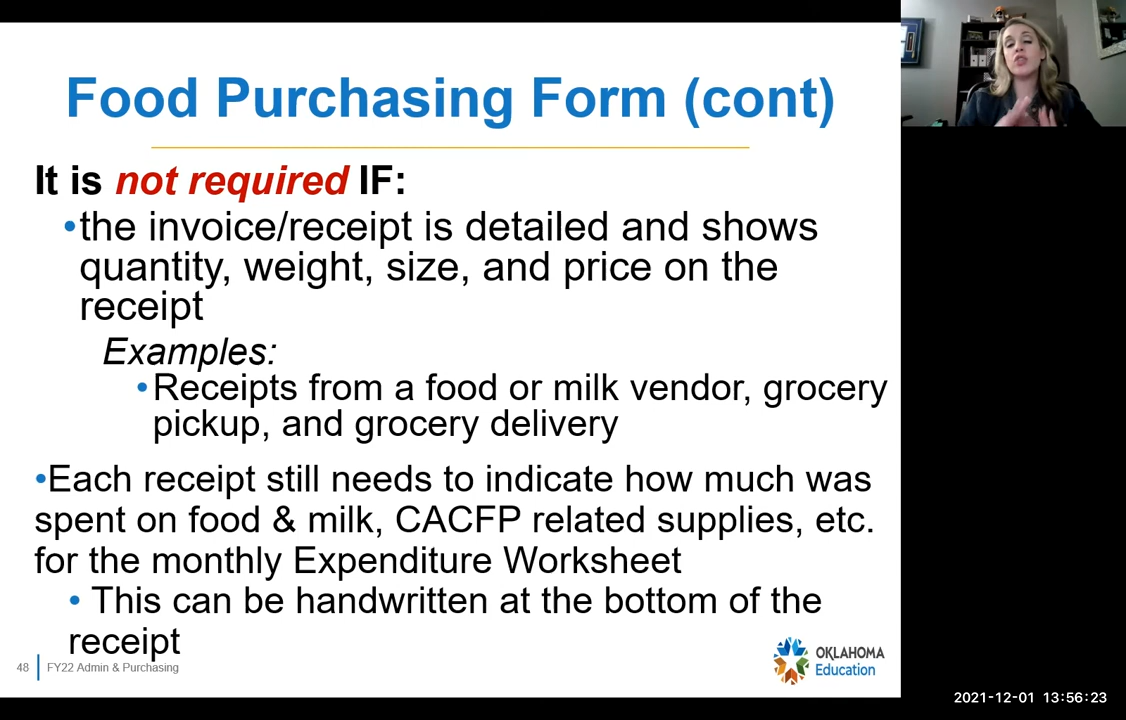 Food Purchasing Form (cont)
It is not required IF:
•the invoice/receipt is detailed and shows
quantity, weight, size, and price on the
receipt
Examples:
•Receipts from a food or milk vendor, grocery
pickup, and grocery delivery
•Each receipt still needs to indicate how much was
spent on food & milk, CACFP related supplies, etc.
for the monthly Expenditure Worksheet
• This can be handwritten at the bottom of the
receipt
48 FY22 Admin & Purchasing
OKLAHOMA
Education
2021-12-01 13:56:23